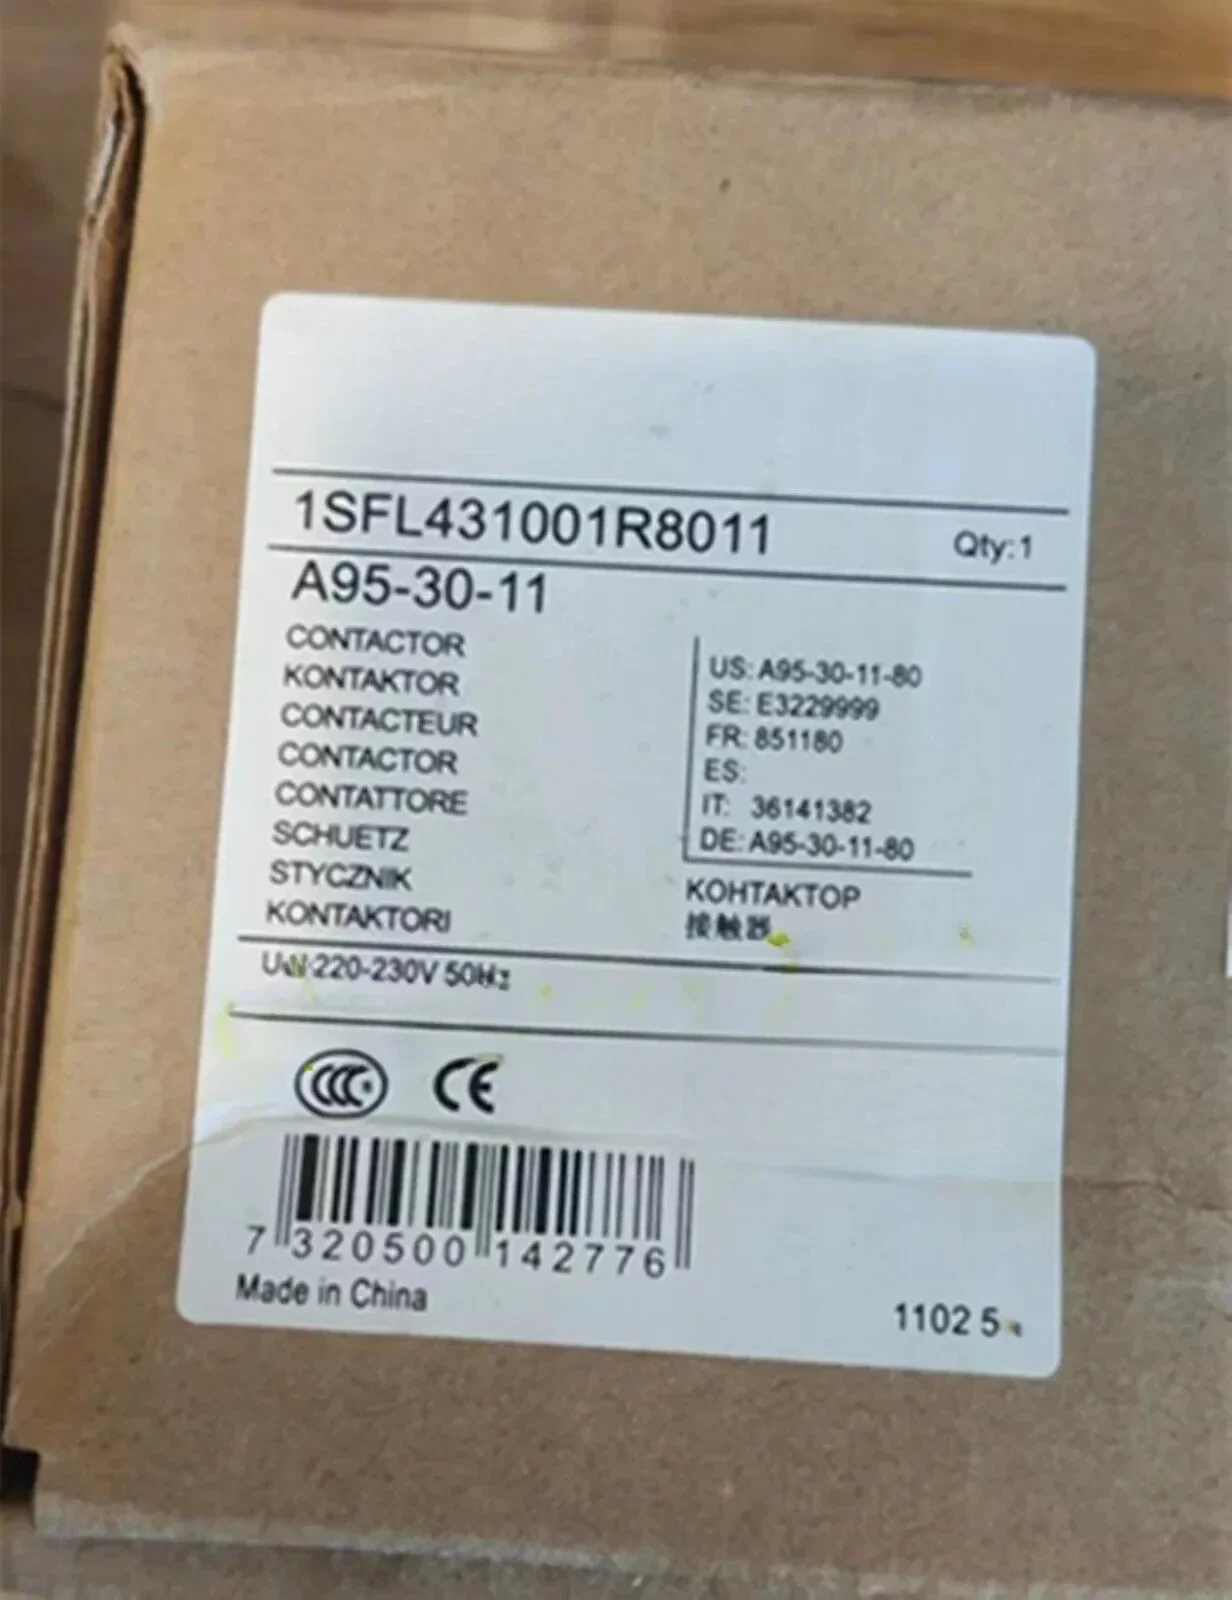 1SFL431001R8011 Qty:1
A95-30-11
CONTACTOR
KONTAKTOR
CONTACTEUR
CONTACTOR
CONTATTORE
SCHUETZ
STYCZNIK
KONTAKTORI
US: A95-30-11-80
SE: E3229999
FR: 851180
ES:
IT: 36141382
DE: A95-30-11-80
КОНТАКТОР
接触器
220-230V 50Hz
CCC CE
7 320500 142776
Made in China
1102 5